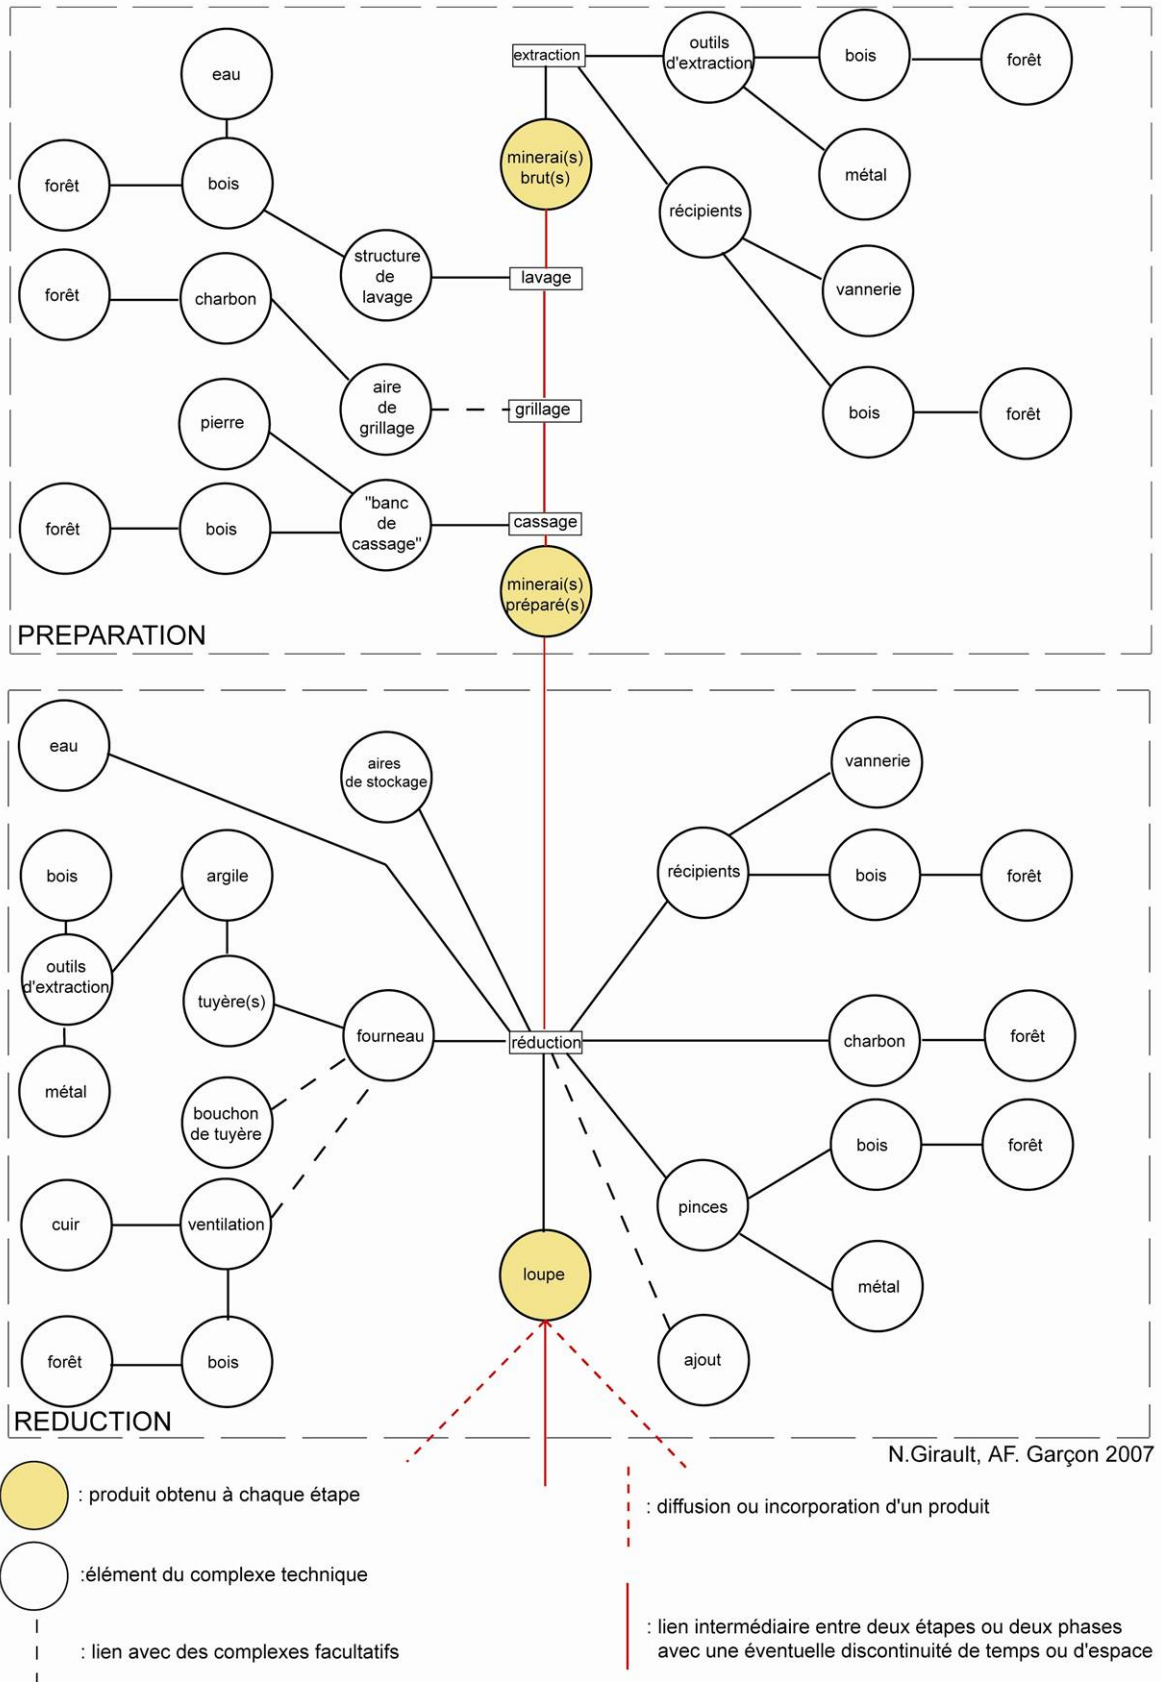 extraction
outils
d'extraction
bois
forêt
eau
minerai(s)
brut(s)
métal
forêt
bois
récipients
structure
de
lavage
lavage
vannerie
forêt
charbon
aire
de
grillage
grillage
bois
forêt
pierre
"banc
de
cassage"
cassage
forêt
bois
minerai(s)
préparé(s)
PREPARATION
eau
aires
de stockage
vannerie
bois
argile
récipients
bois
forêt
outils
d'extraction
tuyère(s)
fourneau
réduction
charbon
forêt
métal
bouchon
de tuyère
bois
forêt
pinces
cuir
ventilation
loupe
métal
forêt
bois
ajout
REDUCTION
N.Girault, AF. Garçon 2007
: produit obtenu à chaque étape
: diffusion ou incorporation d'un produit
:élément du complexe technique
: lien avec des complexes facultatifs
: lien intermédiaire entre deux étapes ou deux phases
avec une éventuelle discontinuité de temps ou d'espace